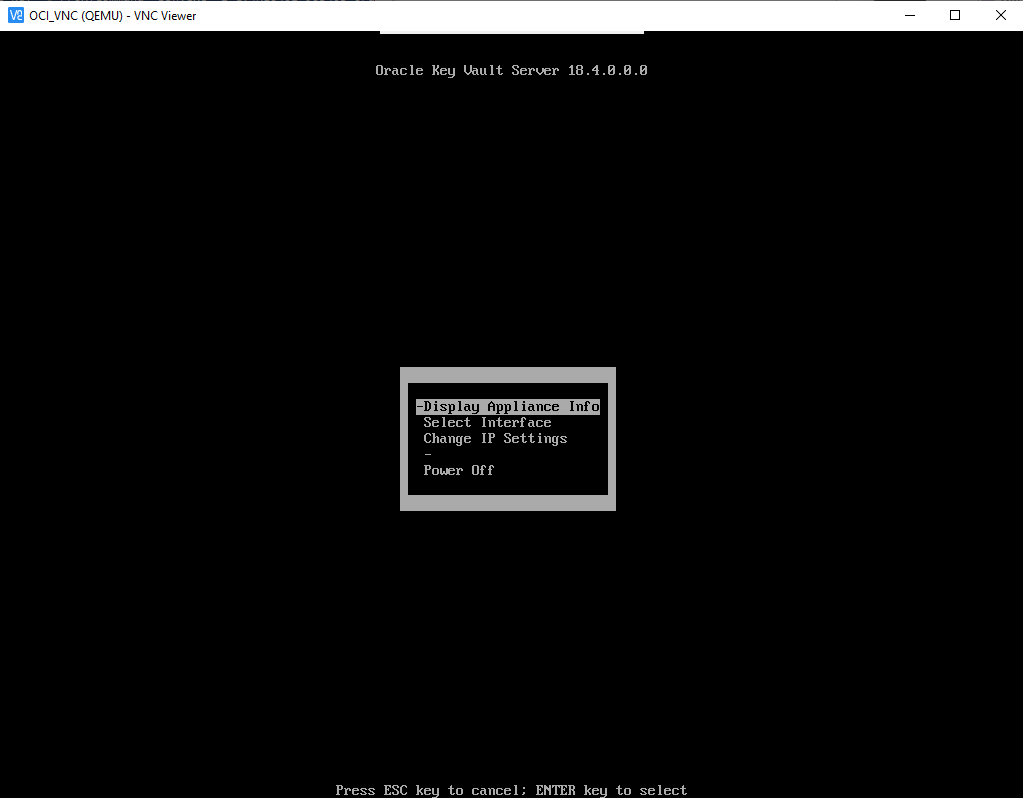 OCI_VNC (QEMU) - VNC Viewer
Oracle Key Vault Server 18.4.0.0.0
-Display Appliance Info
Select Interface
Change IP Settings
-
Power Off
Press ESC key to cancel; ENTER key to select